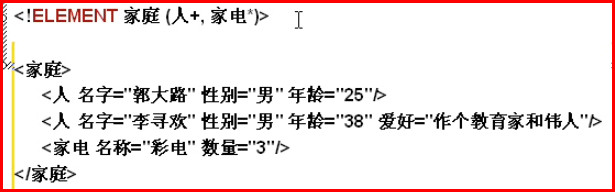 <!ELEMENT 家庭 (人+, 家电*)>
<家庭>
<人 名字="郭大路" 性别="男" 年龄="25"/>
<人 名字="李寻欢" 性别="男" 年龄="38" 爱好="作个教育家和伟人"/>
<家电 名称="彩电" 数量="3"/>
</家庭>